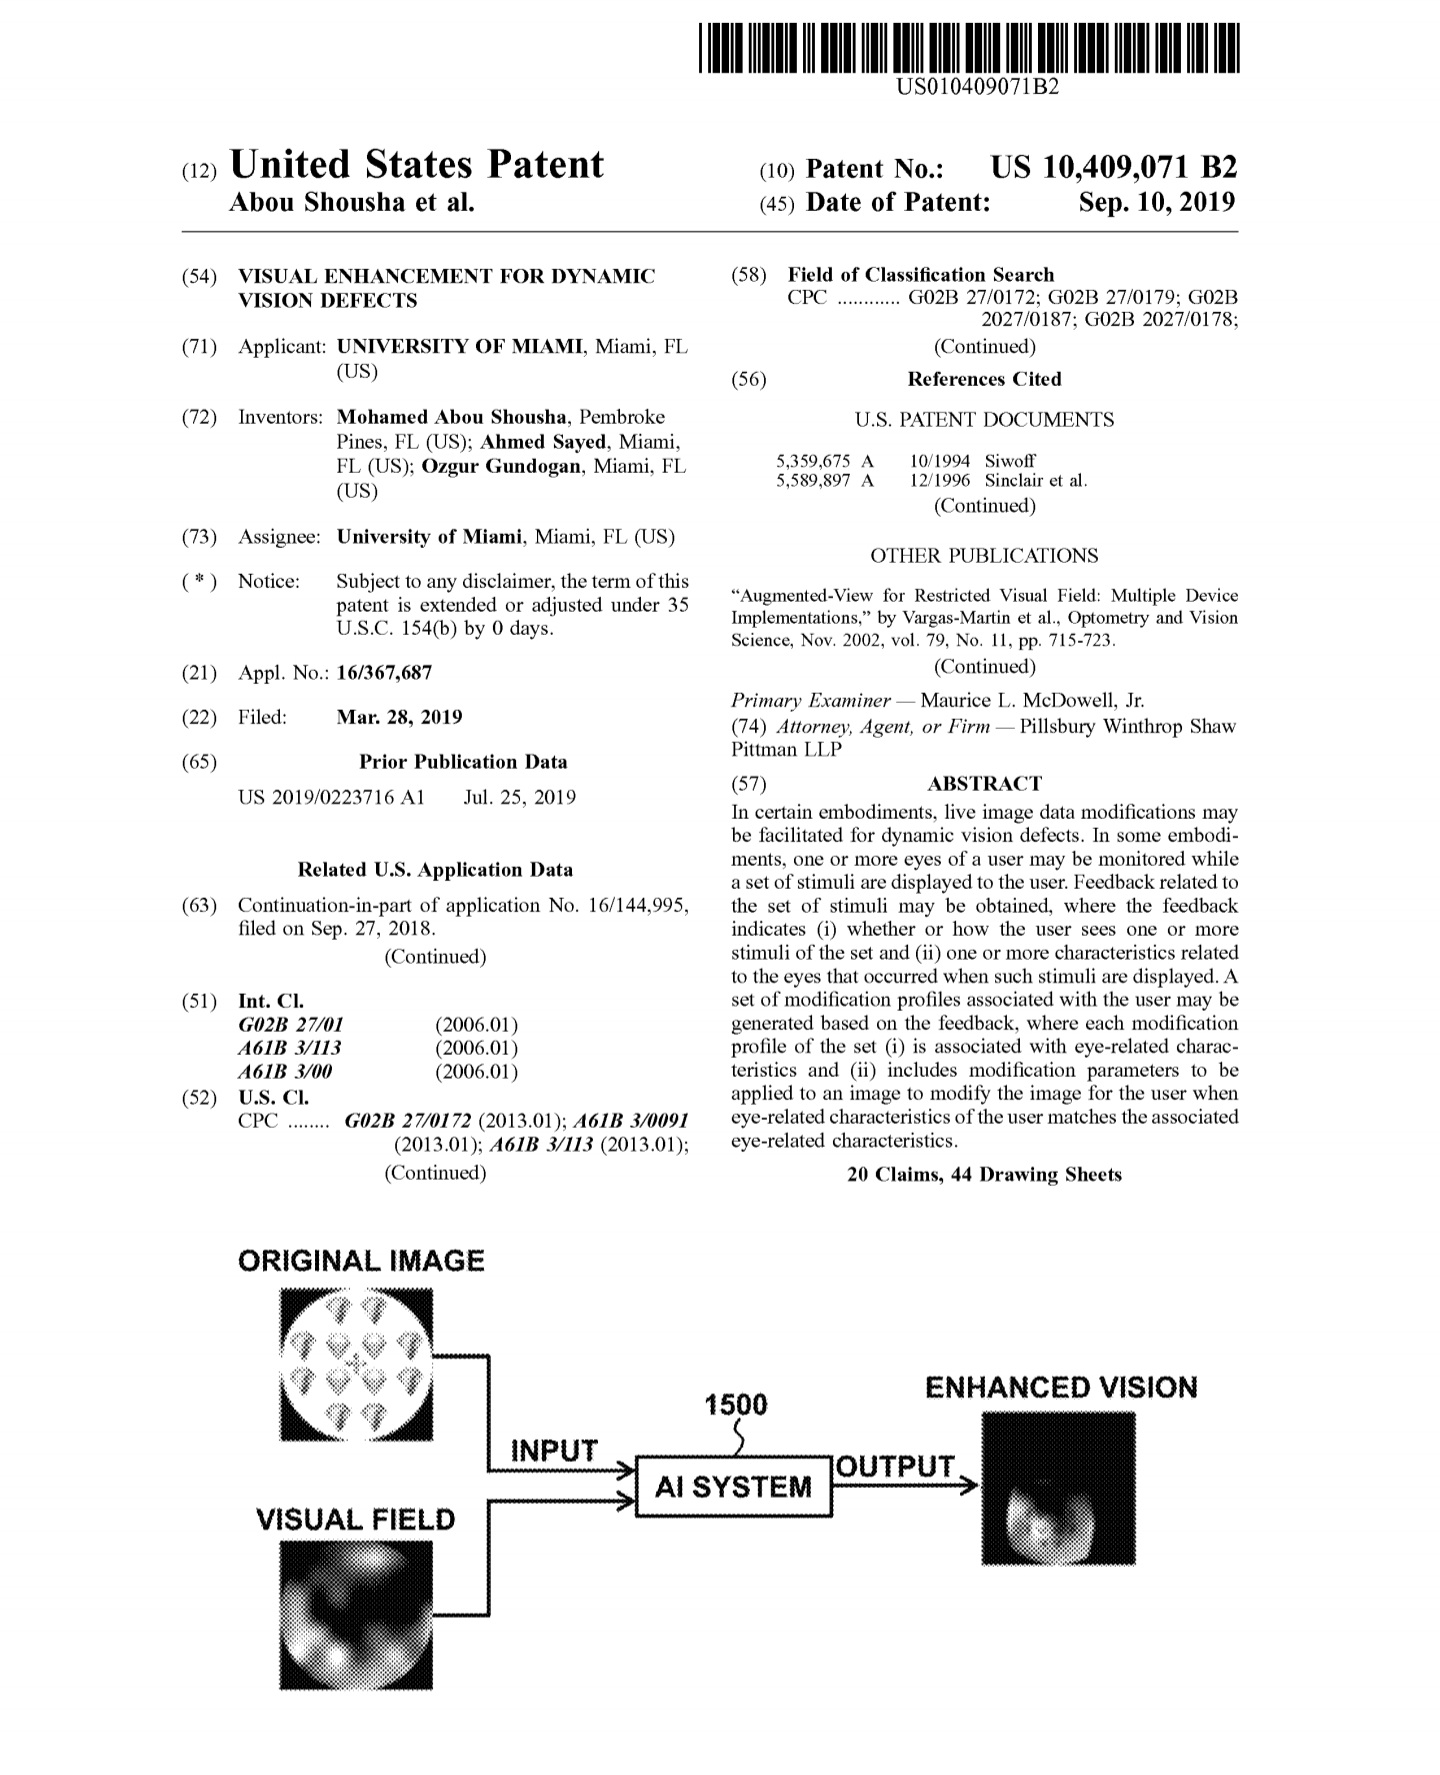 US010409071B2
(12) United States Patent
Abou Shousha et al.
(10) Patent No.: US 10,409,071 B2
(45) Date of Patent: Sep. 10, 2019
(54) VISUAL ENHANCEMENT FOR DYNAMIC
VISION DEFECTS
(71) Applicant: UNIVERSITY OF MIAMI, Miami, FL
(US)
(72) Inventors: Mohamed Abou Shousha, Pembroke
Pines, FL (US); Ahmed Sayed, Miami,
FL (US); Ozgur Gundogan, Miami, FL
(US)
(73) Assignee: University of Miami, Miami, FL (US)
( * ) Notice: Subject to any disclaimer, the term of this
patent is extended or adjusted under 35
U.S.C. 154(b) by 0 days.
(21) Appl. No.: 16/367,687
(22) Filed: Mar. 28, 2019
(65) Prior Publication Data
US 2019/0223716 A1 Jul. 25, 2019
Related U.S. Application Data
(63) Continuation-in-part of application No. 16/144,995,
filed on Sep. 27, 2018.
(Continued)
(51) Int. Cl.
G02B 27/01 (2006.01)
A61B 3/113 (2006.01)
A61B 3/00 (2006.01)
(52) U.S. Cl.
CPC ........ G02B 27/0172 (2013.01); A61B 3/0091
(2013.01); A61B 3/113 (2013.01);
(Continued)
(58) Field of Classification Search
CPC ............ G02B 27/0172; G02B 27/0179; G02B
2027/0187; G02B 2027/0178;
(Continued)
(56) References Cited
U.S. PATENT DOCUMENTS
5,359,675 A 10/1994 Siwoff
5,589,897 A 12/1996 Sinclair et al.
(Continued)
OTHER PUBLICATIONS
“Augmented-View for Restricted Visual Field: Multiple Device
Implementations,” by Vargas-Martin et al., Optometry and Vision
Science, Nov. 2002, vol. 79, No. 11, pp. 715-723.
(Continued)
Primary Examiner — Maurice L. McDowell, Jr.
(74) Attorney, Agent, or Firm — Pillsbury Winthrop Shaw
Pittman LLP
(57) ABSTRACT
In certain embodiments, live image data modifications may
be facilitated for dynamic vision defects. In some embodi-
ments, one or more eyes of a user may be monitored while
a set of stimuli are displayed to the user. Feedback related to
the set of stimuli may be obtained, where the feedback
indicates (i) whether or how the user sees one or more
stimuli of the set and (ii) one or more characteristics related
to the eyes that occurred when such stimuli are displayed. A
set of modification profiles associated with the user may be
generated based on the feedback, where each modification
profile of the set (i) is associated with eye-related charac-
teristics and (ii) includes modification parameters to be
applied to an image to modify the image for the user when
eye-related characteristics of the user matches the associated
eye-related characteristics.
20 Claims, 44 Drawing Sheets
ORIGINAL IMAGE
VISUAL FIELD
INPUT
1500
AI SYSTEM
OUTPUT
ENHANCED VISION